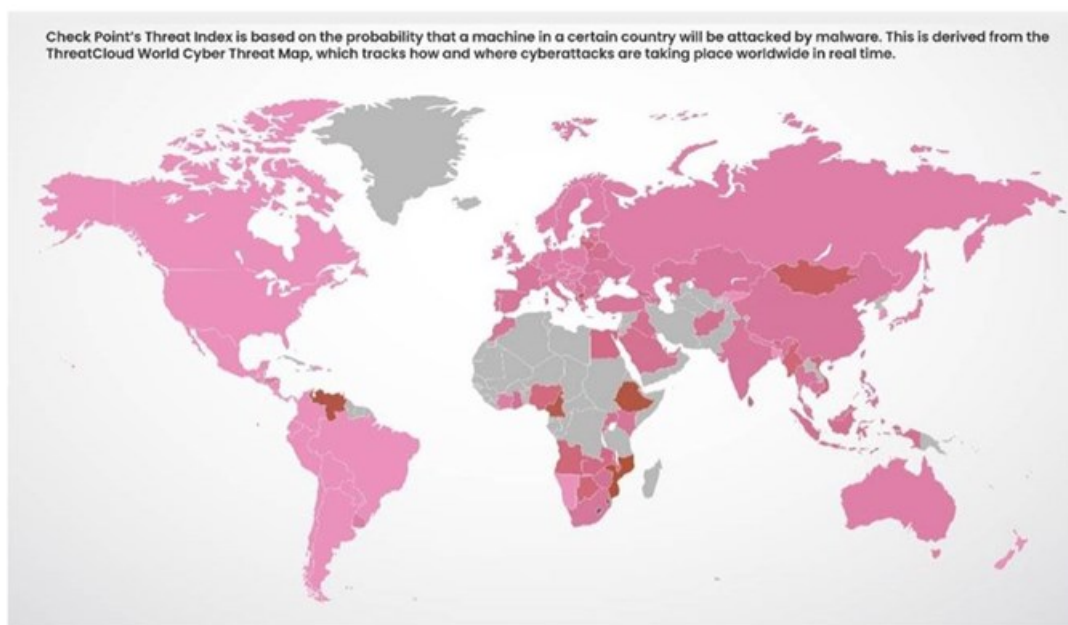 Check Point's Threat Index is based on the probability that a machine in a certain country will be attacked by malware. This is derived from the
ThreatCloud World Cyber Threat Map, which tracks how and where cyberattacks are taking place worldwide in real time.